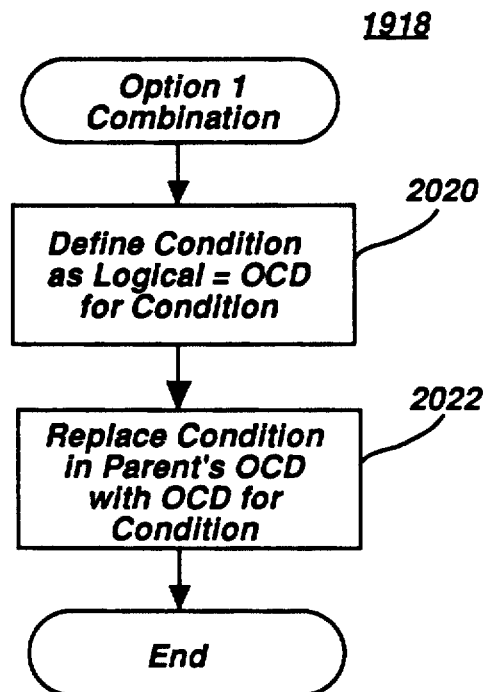 1918
Option 1
Combination
2020
Define Condition
as Logical = OCD
for Condition
2022
Replace Condition
in Parent's OCD
with OCD for
Condition
End